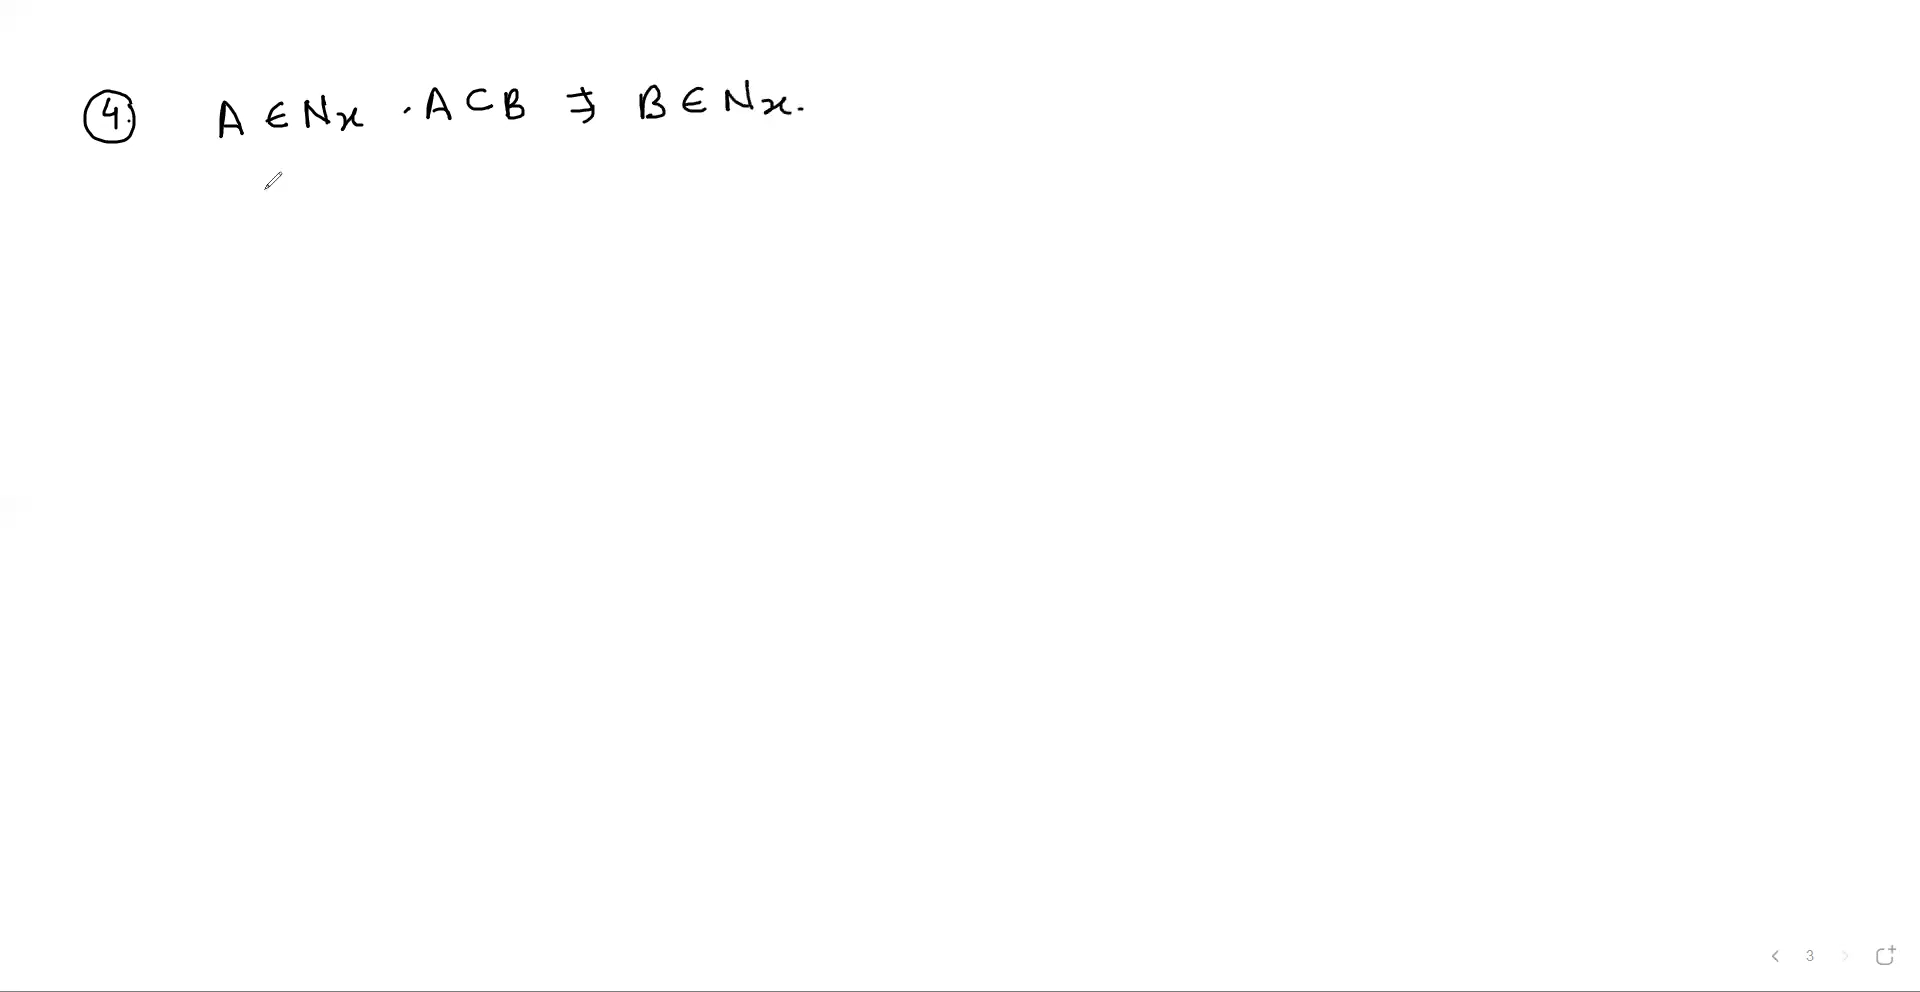 ④ A ∈ Nx . A ⊂ B ⇒ B ∈ Nx.
3